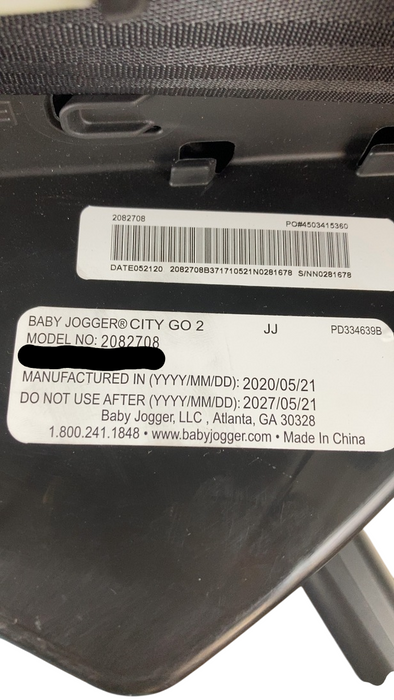 2082708 PO#4503415360
DATE052120 2082708B371710521N0281678 S/NN0281678
BABY JOGGER® CITY GO 2 JJ PD334639B
MODEL NO: 2082708
MANUFACTURED IN (YYYY/MM/DD): 2020/05/21
DO NOT USE AFTER (YYYY/MM/DD): 2027/05/21
Baby Jogger, LLC , Atlanta, GA 30328
1.800.241.1848 • www.babyjogger.com • Made In China